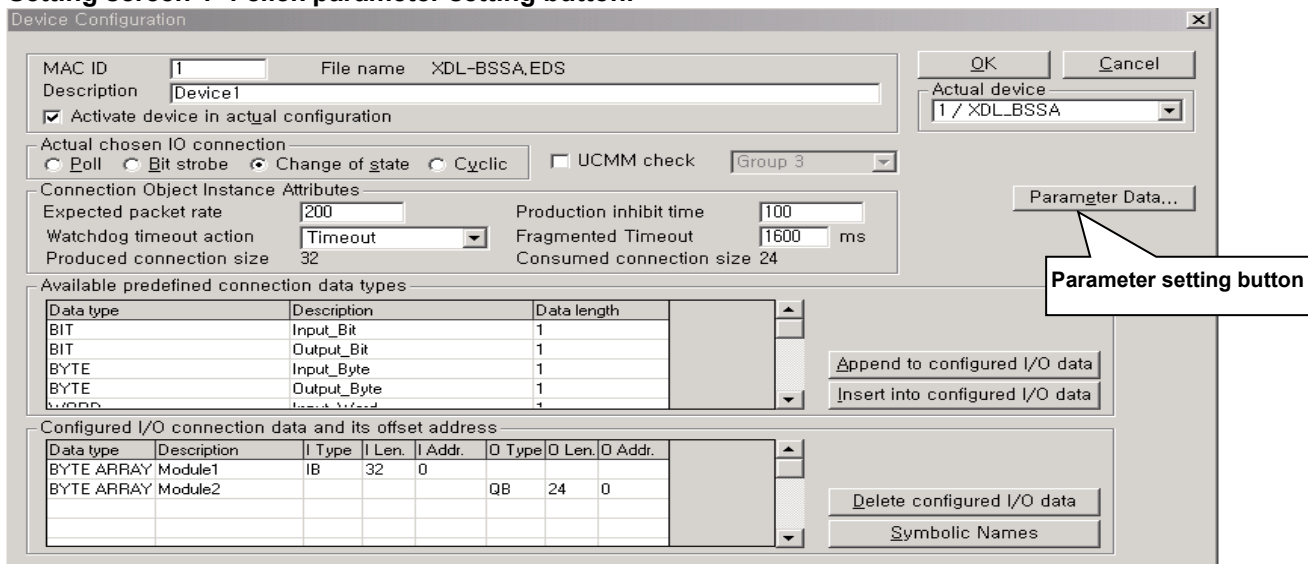 Device Configuration
MAC ID 1 File name XDL-BSSA,EDS
OK Cancel
Description Device1
Actual device
1 / XDL_BSSA
Activate device in actual configuration
Actual chosen IO connection
Poll Bit strobe Change of state Cyclic
UCMM check Group 3
Connection Object Instance Attributes
Parameter Data...
Expected packet rate 200 Production inhibit time 100
Watchdog timeout action Timeout Fragmented Timeout 1600 ms
Produced connection size 32 Consumed connection size 24
Parameter setting button
Available predefined connection data types
Data type Description Data length
BIT Input_Bit 1
BIT Output_Bit 1
BYTE Input_Byte 1
BYTE Output_Byte 1
Append to configured I/O data
Insert into configured I/O data
Configured I/O connection data and its offset address
Data type Description I Type I Len. I Addr. O Type O Len. O Addr.
BYTE ARRAY Module1 IB 32 0
BYTE ARRAY Module2 QB 24 0
Delete configured I/O data
Symbolic Names